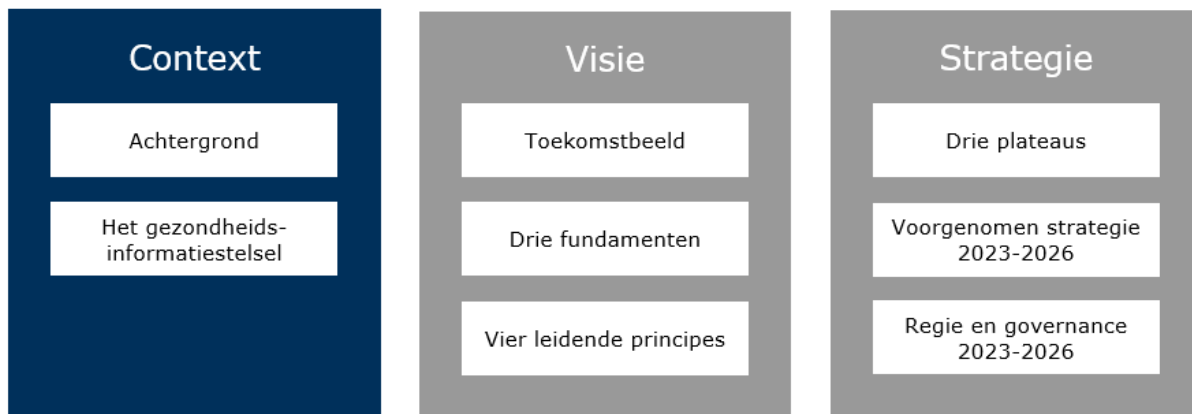 Context
Achtergrond
Het gezondheids-
informatiestelsel
Visie
Toekomstbeeld
Drie fundamenten
Vier leidende principes
Strategie
Drie plateaus
Voorgenomen strategie
2023-2026
Regie en governance
2023-2026